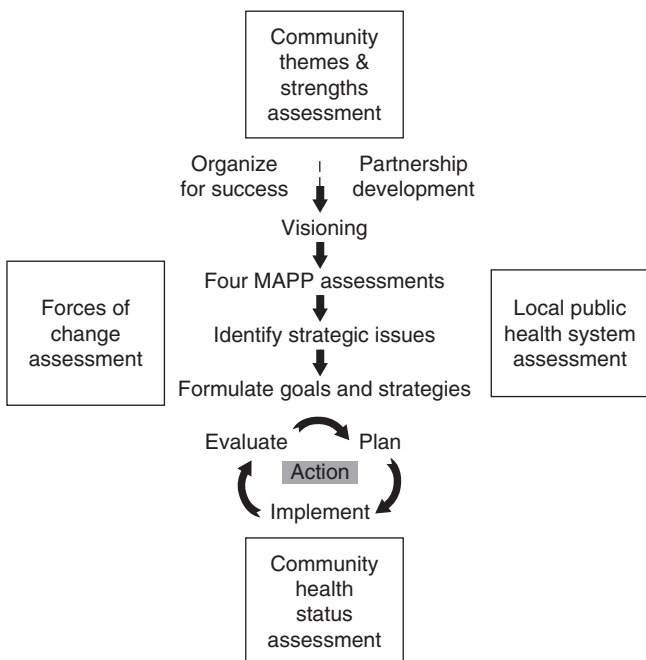 Community
themes &
strengths
assessment
Organize
for success
Partnership
development
Visioning
Four MAPP assessments
Forces of
change
assessment
Local public
health system
assessment
Identify strategic issues
Formulate goals and strategies
Evaluate
Plan
Action
Implement
Community
health
status
assessment